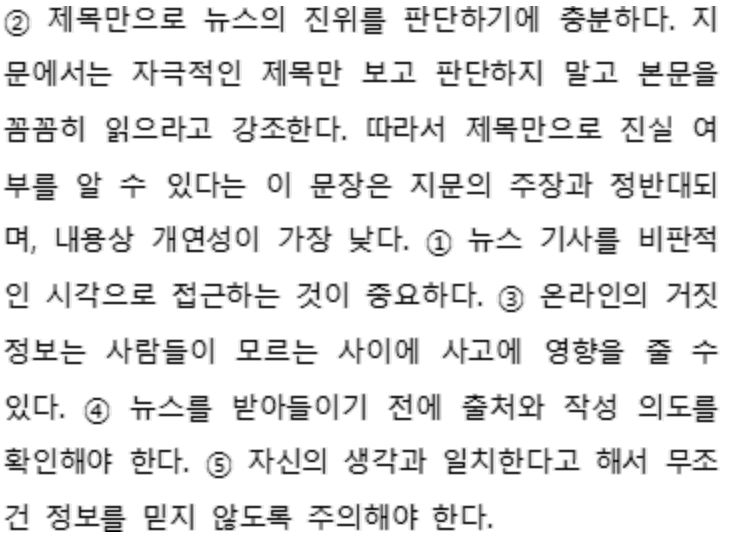 ② 제목만으로 뉴스의 진위를 판단하기에 충분하다. 지
문에서는 자극적인 제목만 보고 판단하지 말고 본문을
꼼꼼히 읽으라고 강조한다. 따라서 제목만으로 진실 여
부를 알 수 있다는 이 문장은 지문의 주장과 정반대되
며, 내용상 개연성이 가장 낮다. ① 뉴스 기사를 비판적
인 시각으로 접근하는 것이 중요하다. ③ 온라인의 거짓
정보는 사람들이 모르는 사이에 사고에 영향을 줄 수
있다. ④ 뉴스를 받아들이기 전에 출처와 작성 의도를
확인해야 한다. ⑤ 자신의 생각과 일치한다고 해서 무조
건 정보를 믿지 않도록 주의해야 한다.